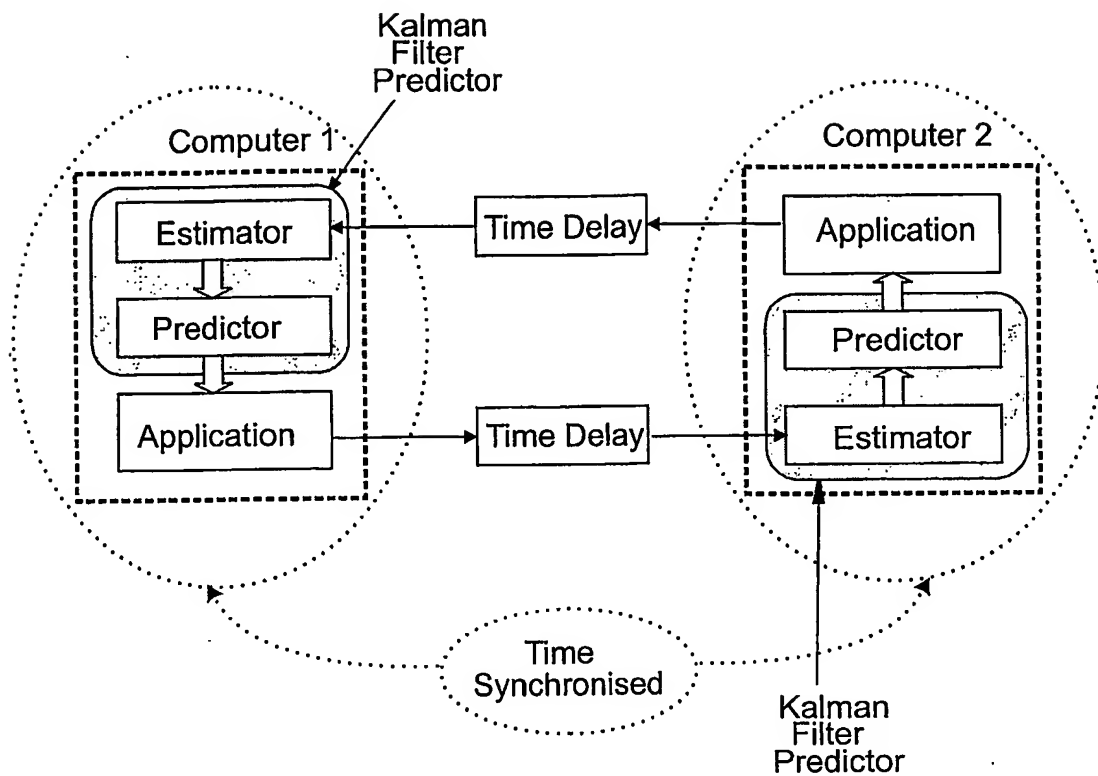 Kalman
Filter
Predictor
Computer 1
Computer 2
Estimator
Time Delay
Application
Predictor
Predictor
Application
Time Delay
Estimator
Time
Synchronised
Kalman
Filter
Predictor